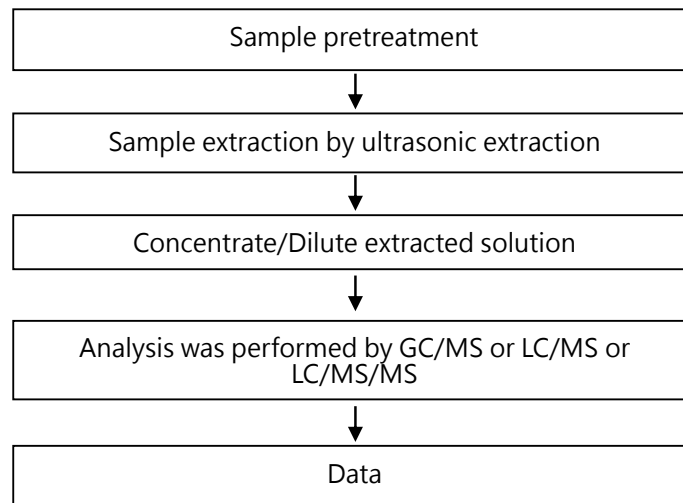 Sample pretreatment
Sample extraction by ultrasonic extraction
Concentrate/Dilute extracted solution
Analysis was performed by GC/MS or LC/MS or
LC/MS/MS
Data